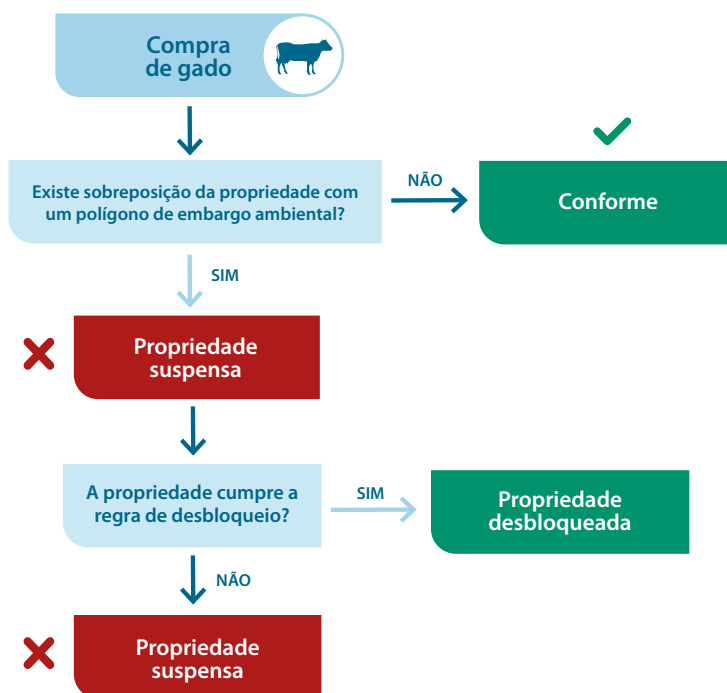 Compra
de gado
Existe sobreposição da propriedade com
um polígono de embargo ambiental?
NÃO
Conforme
SIM
Propriedade
suspensa
A propriedade cumpre a
regra de desbloqueio?
SIM
Propriedade
desbloqueada
NÃO
Propriedade
suspensa